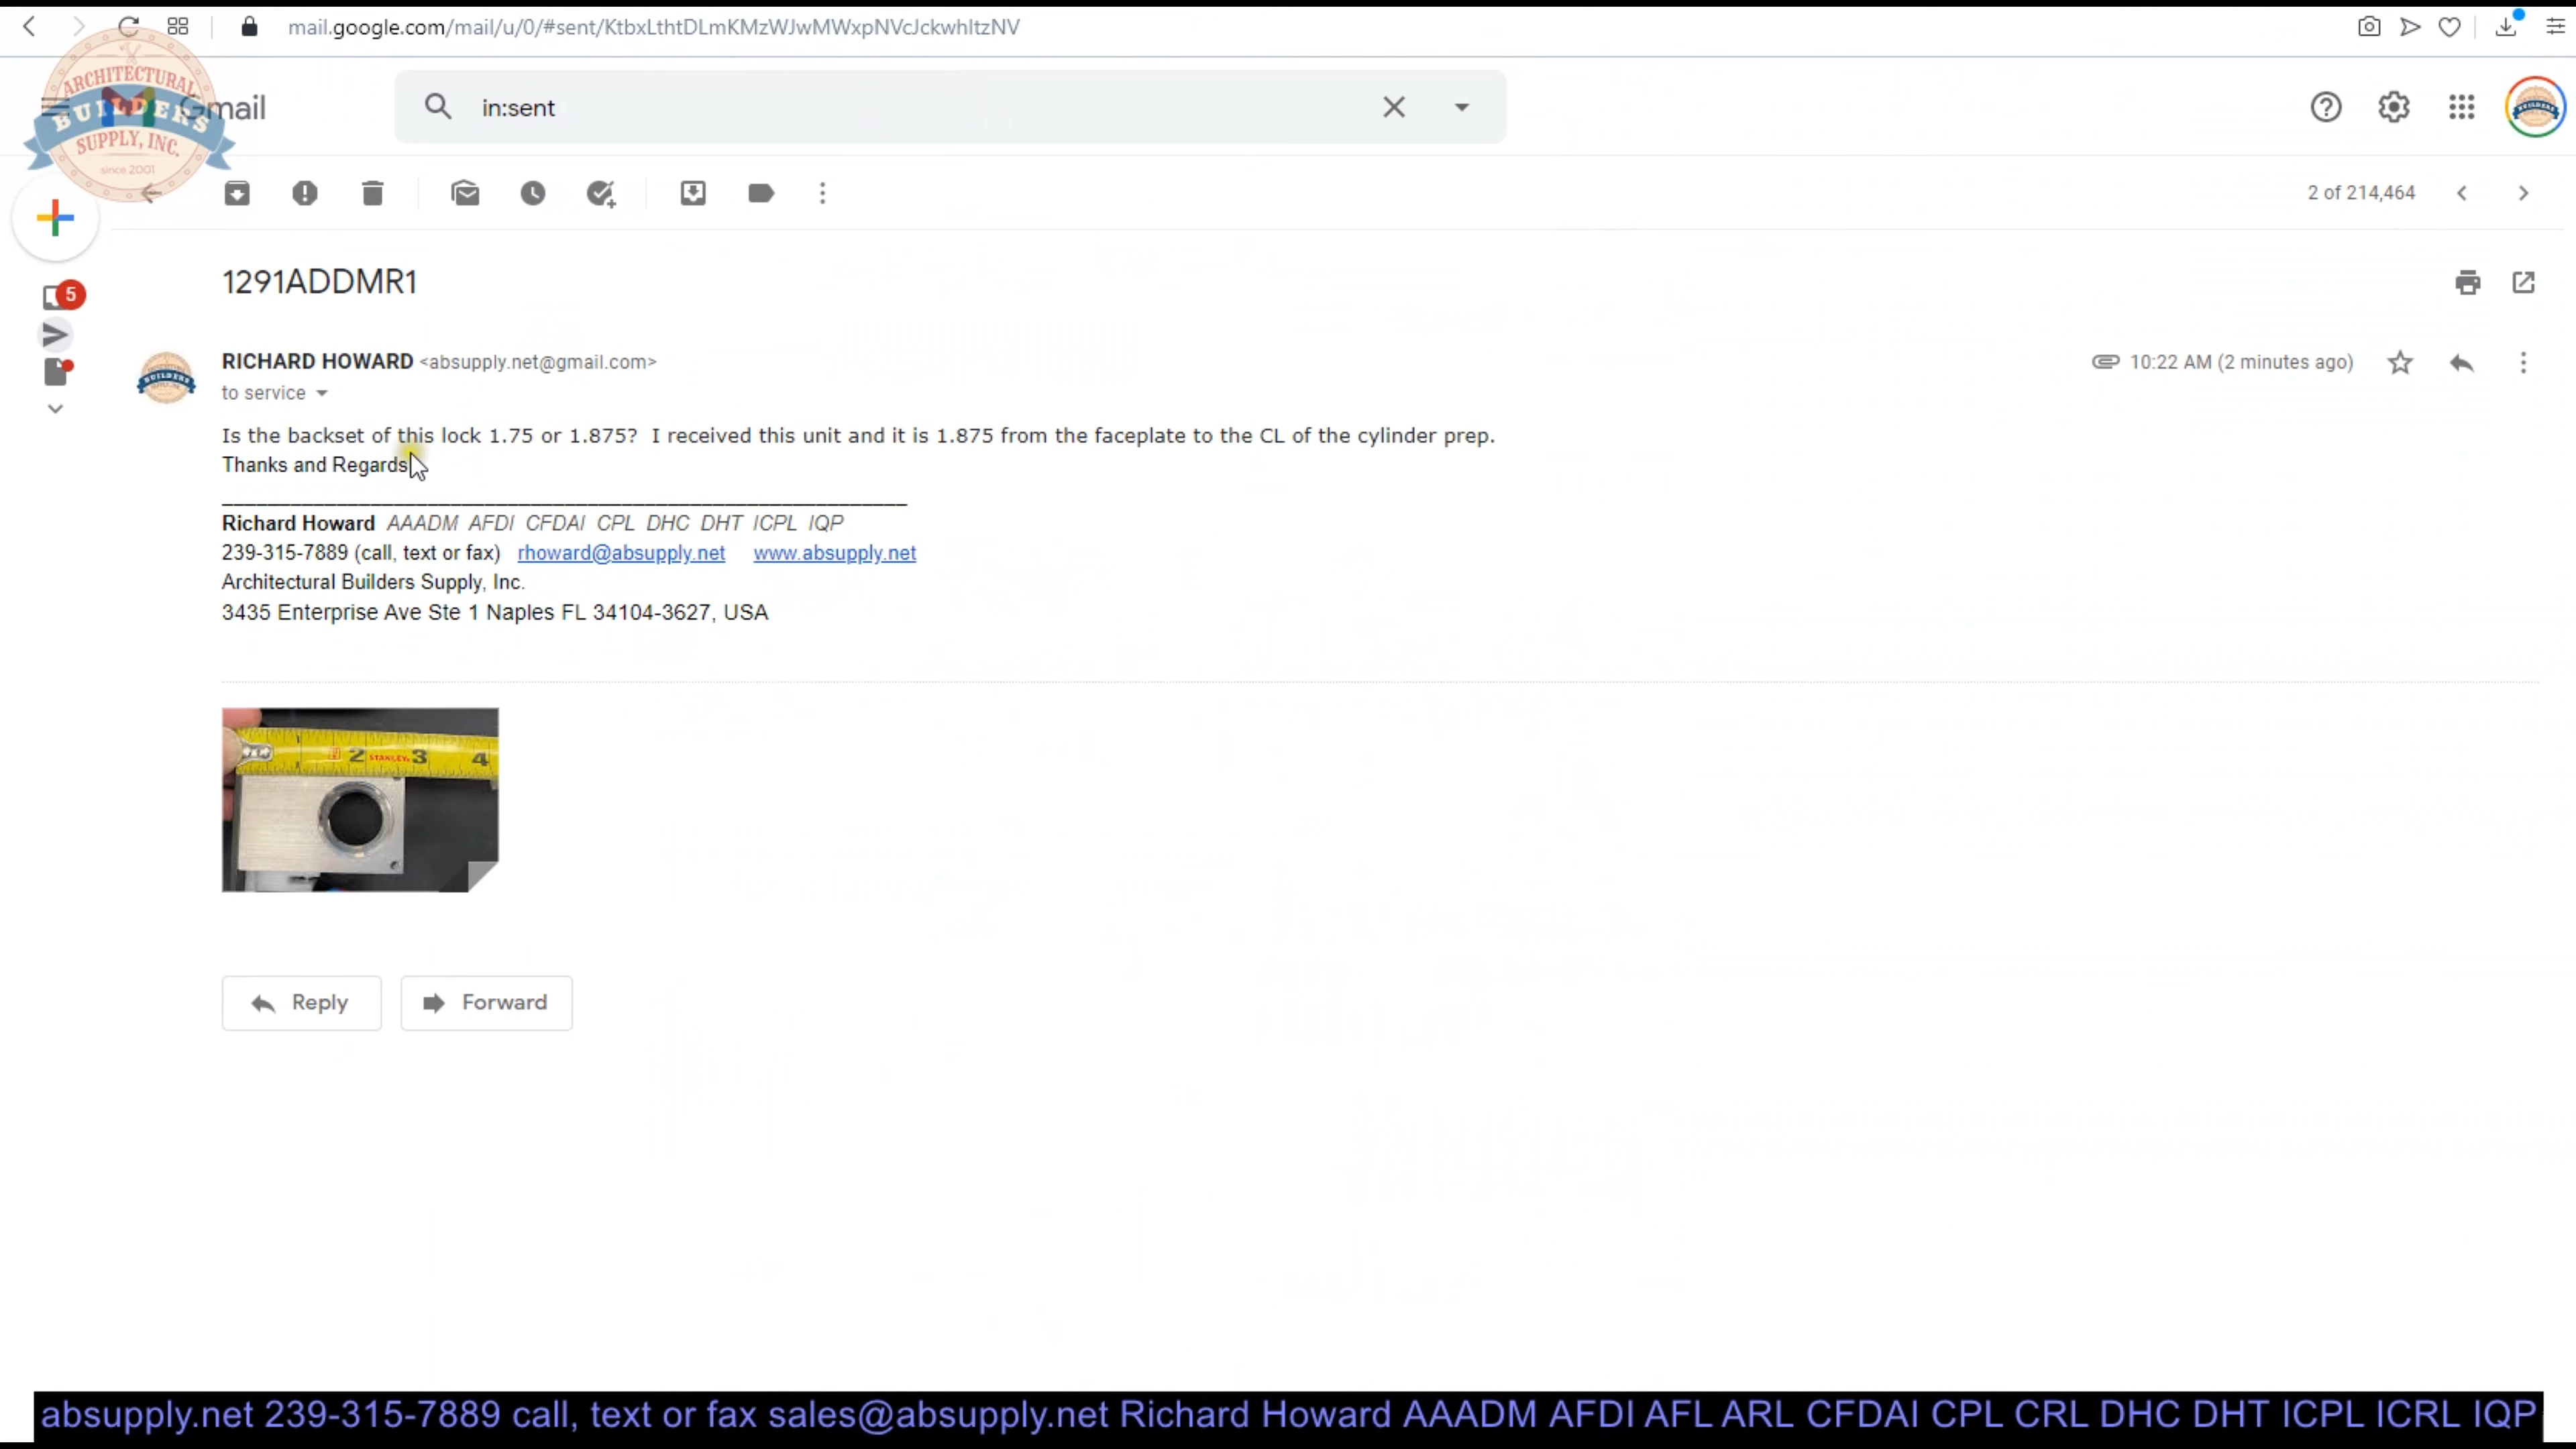 mail.google.com/mail/u/0/#sent/KtbxLthtDLmKMzWJwMWxpNVcJckwhltzNV
ARCHITECTURAL
BUILDERS
SUPPLY, INC.
since 2001
Gmail
in:sent
2 of 214,464
1291ADDMR1
5
RICHARD HOWARD <absupply.net@gmail.com>
10:22 AM (2 minutes ago)
to service
Is the backset of this lock 1.75 or 1.875? I received this unit and it is 1.875 from the faceplate to the CL of the cylinder prep.
Thanks and Regards
Richard Howard AAADM AFDI CFDAI CPL DHC DHT ICPL IQP
239-315-7889 (call, text or fax) rhoward@absupply.net www.absupply.net
Architectural Builders Supply, Inc.
3435 Enterprise Ave Ste 1 Naples FL 34104-3627, USA
1 2 STANLEY 3 4
Reply Forward
absupply.net 239-315-7889 call, text or fax sales@absupply.net Richard Howard AAADM AFDI AFL ARL CFDAI CPL CRL DHC DHT ICPL ICRL IQP